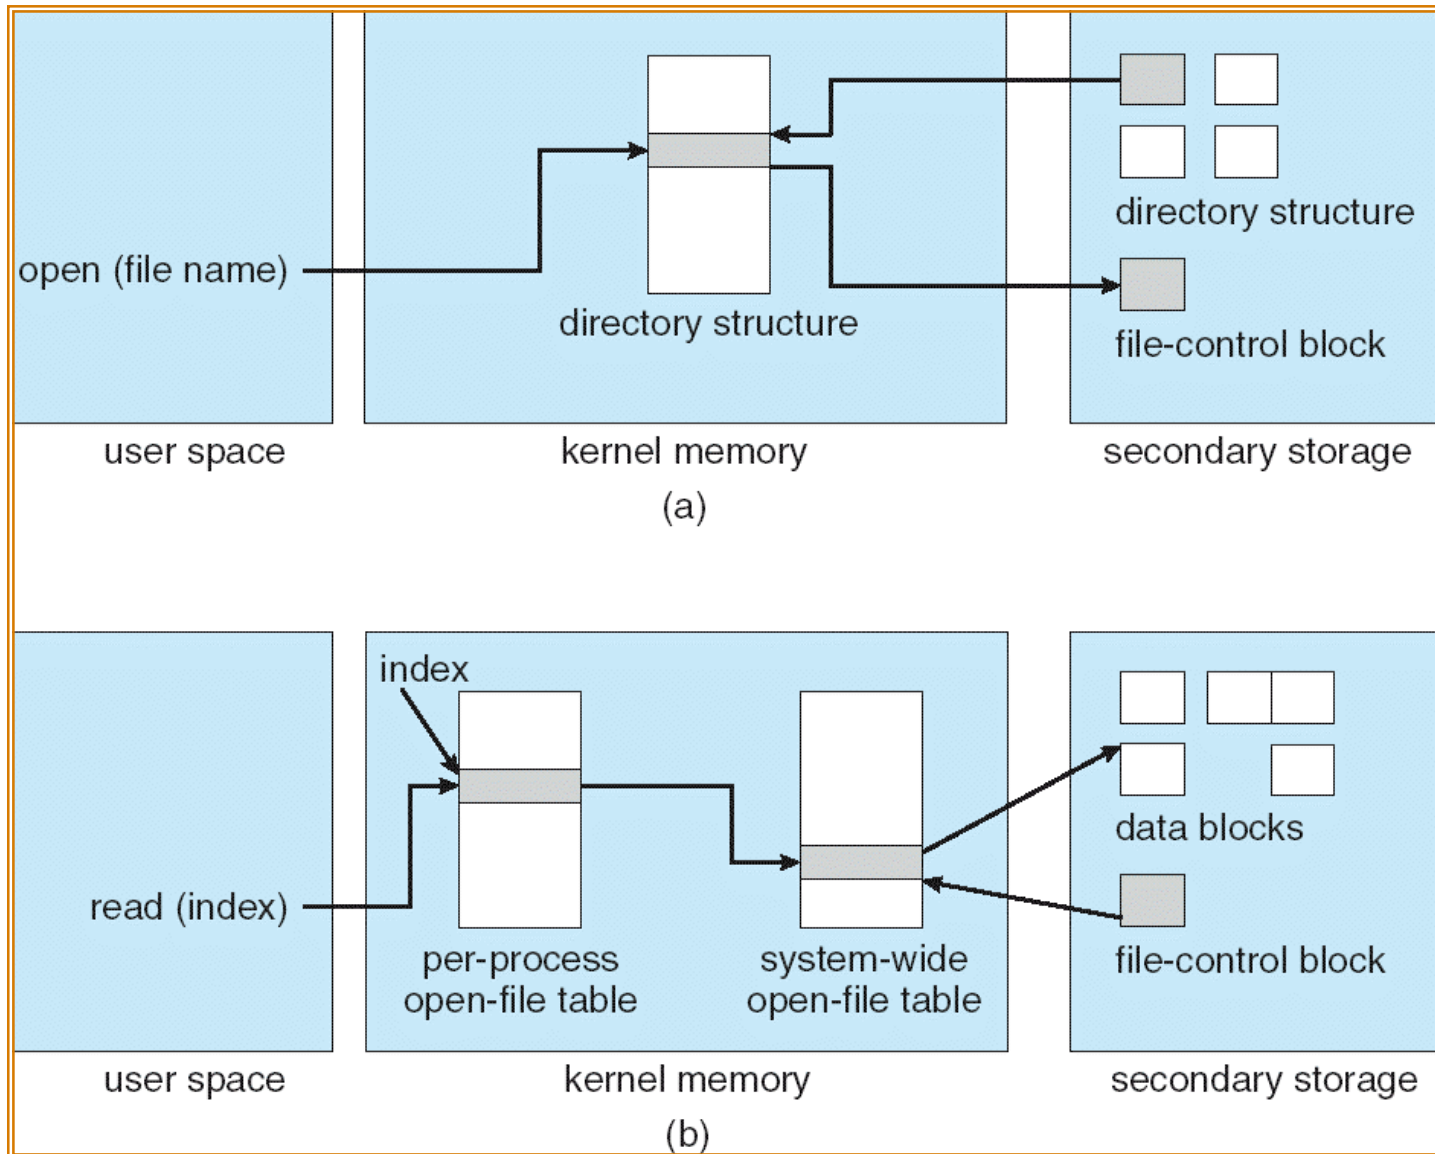 open (file name)
directory structure
directory structure
file-control block
user space
kernel memory
secondary storage
(a)
index
read (index)
per-process
open-file table
system-wide
open-file table
data blocks
file-control block
user space
kernel memory
secondary storage
(b)